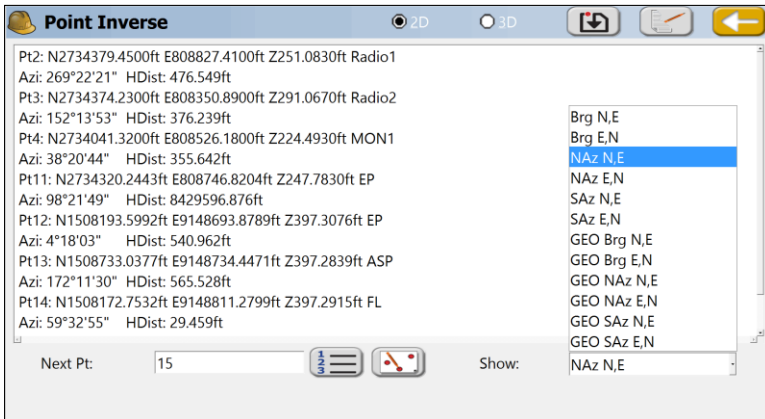 Point Inverse
2D
3D
Pt2: N2734379.4500ft E808827.4100ft Z251.0830ft Radio1
Azi: 269°22'21" HDist: 476.549ft
Pt3: N2734374.2300ft E808350.8900ft Z291.0670ft Radio2
Azi: 152°13'53" HDist: 376.239ft
Pt4: N2734041.3200ft E808526.1800ft Z224.4930ft MON1
Azi: 38°20'44" HDist: 355.642ft
Pt11: N2734320.2443ft E808746.8204ft Z247.7830ft EP
Azi: 98°21'49" HDist: 8429596.876ft
Pt12: N1508193.5992ft E9148693.8789ft Z397.3076ft EP
Azi: 4°18'03" HDist: 540.962ft
Pt13: N1508733.0377ft E9148734.4471ft Z397.2839ft ASP
Azi: 172°11'30" HDist: 565.528ft
Pt14: N1508172.7532ft E9148811.2799ft Z397.2915ft FL
Azi: 59°32'55" HDist: 29.459ft
Brg N,E
Brg E,N
NAz N,E
NAz E,N
SAz N,E
SAz E,N
GEO Brg N,E
GEO Brg E,N
GEO NAz N,E
GEO NAz E,N
GEO SAz N,E
GEO SAz E,N
Next Pt:
15
1
2
3
Show:
NAz N,E